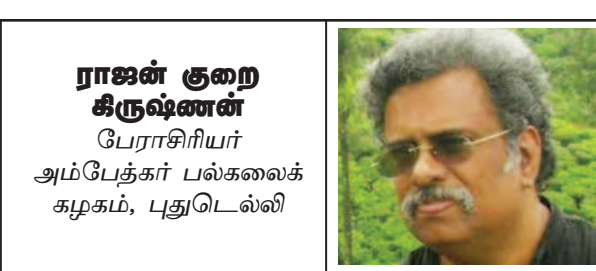 ராஜன் குறை
கிருஷ்ணன்
பேராசிரியர்
அம்பேத்கர் பல்கலைக்
கழகம், புதுடெல்லி